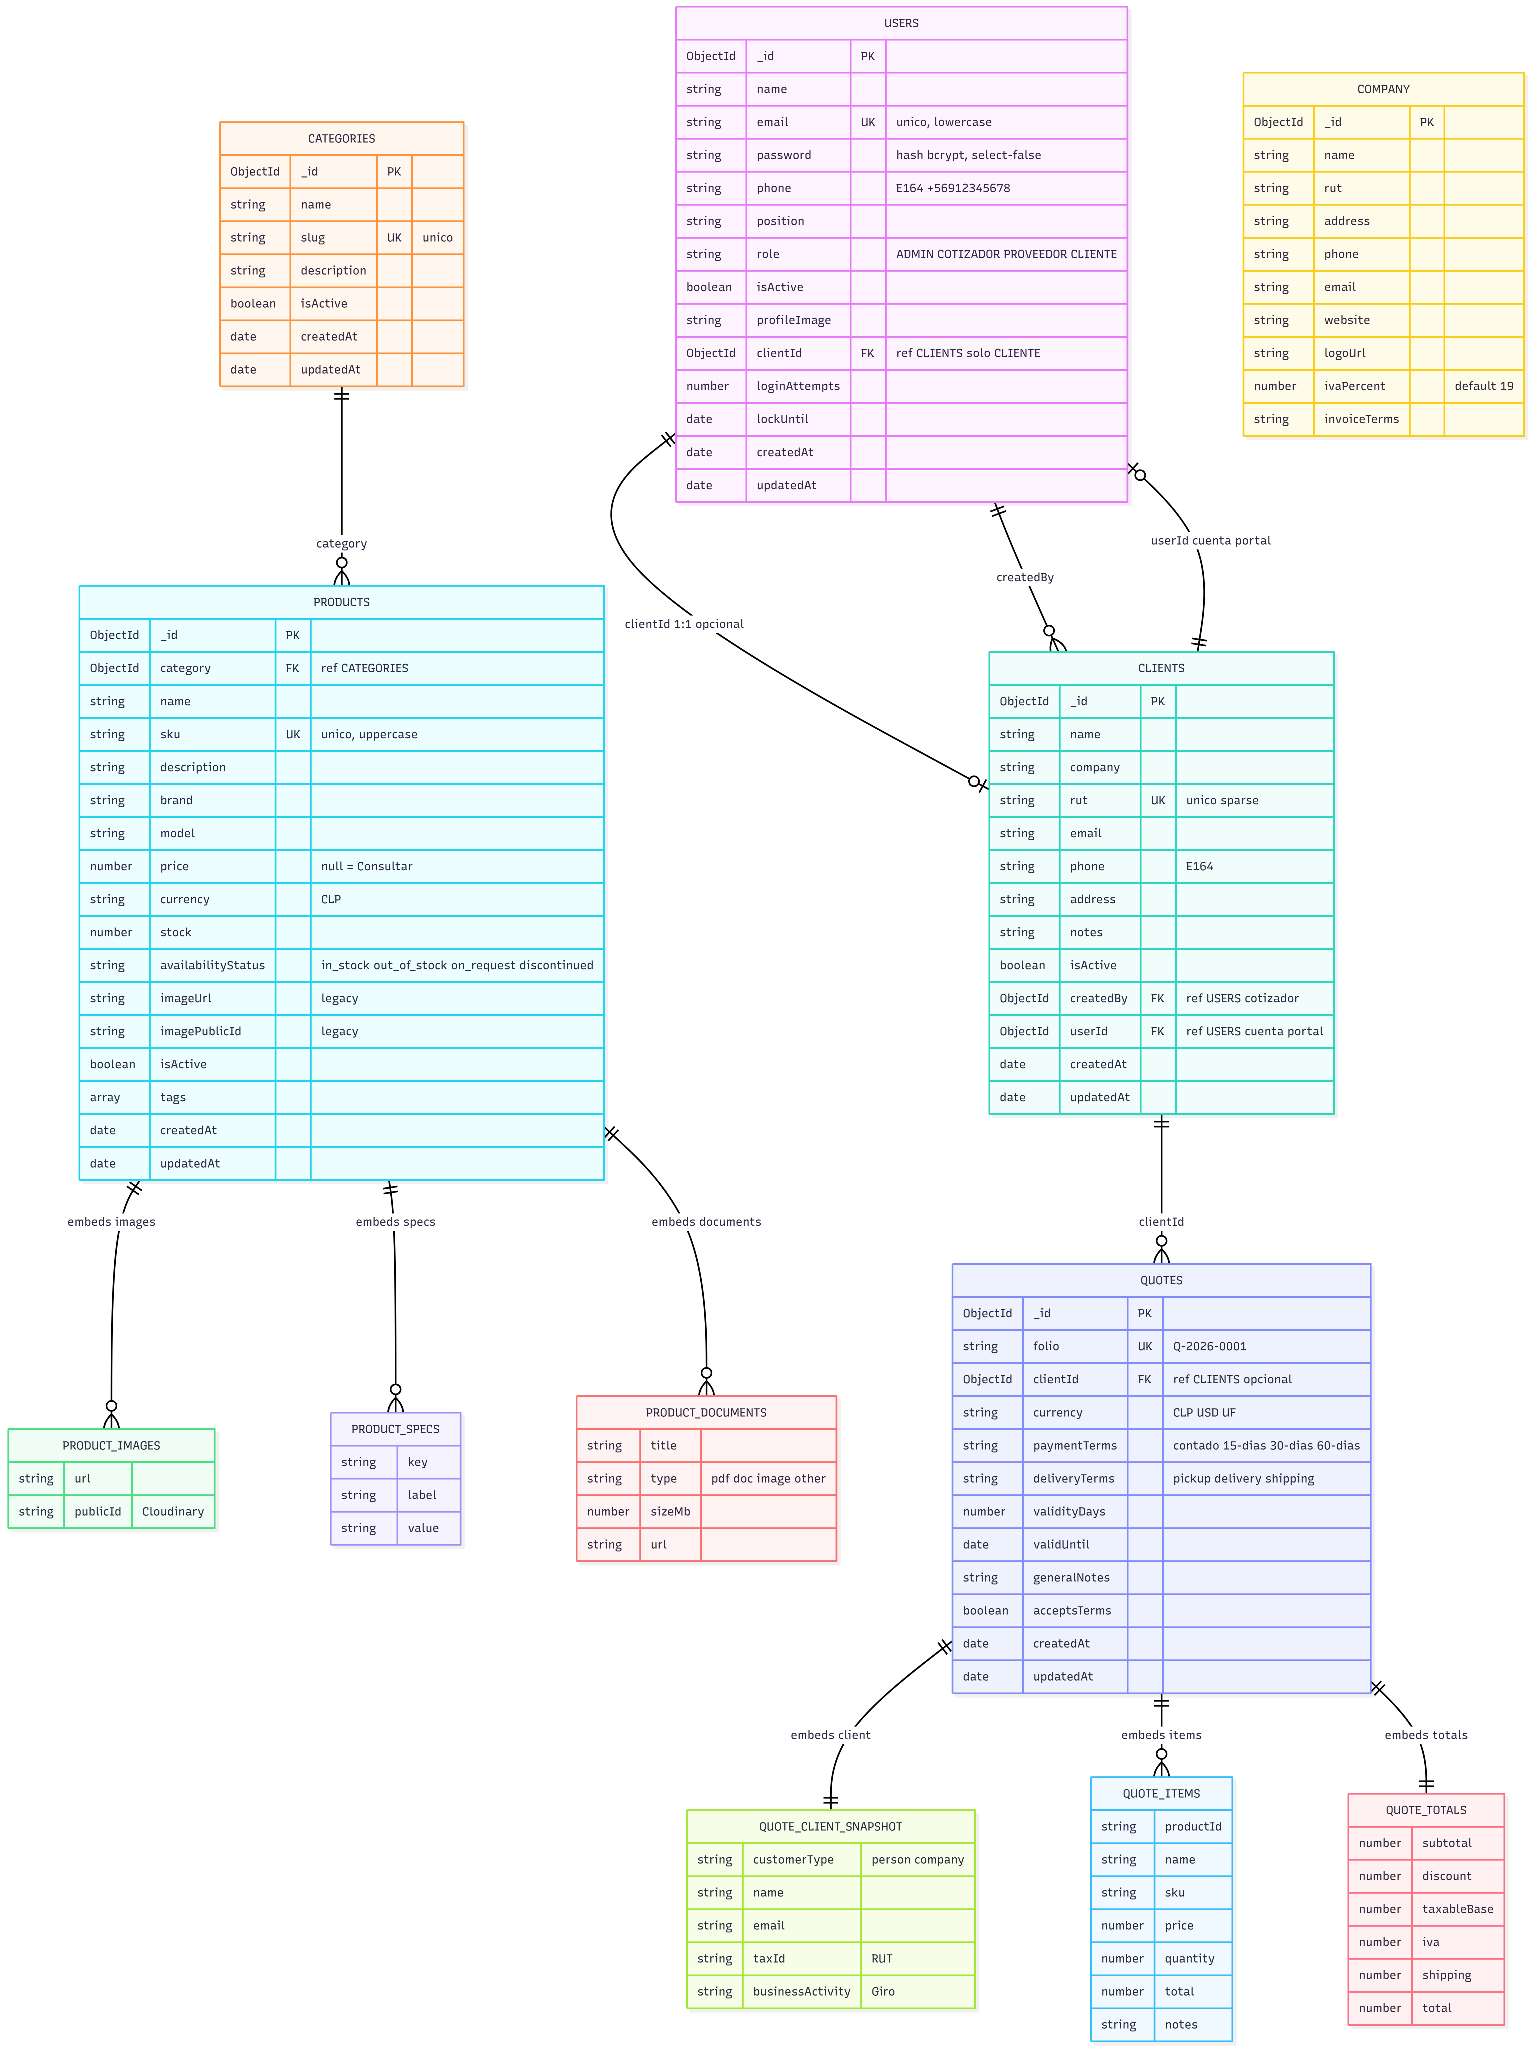 USERS
ObjectId _id PK
string name
string email UK unico, lowercase
string password hash bcrypt, select-false
string phone E164 +56912345678
string position
string role ADMIN COTIZADOR PROVEEDOR CLIENTE
boolean isActive
string profileImage
ObjectId clientId FK ref CLIENTS solo CLIENTE
number loginAttempts
date lockUntil
date createdAt
date updatedAt
COMPANY
ObjectId _id PK
string name
string rut
string address
string phone
string email
string website
string logoUrl
number ivaPercent default 19
string invoiceTerms
CATEGORIES
ObjectId _id PK
string name
string slug UK unico
string description
boolean isActive
date createdAt
date updatedAt
category
clientId 1:1 opcional
createdBy
userId cuenta portal
PRODUCTS
ObjectId _id PK
ObjectId category FK ref CATEGORIES
string name
string sku UK unico, uppercase
string description
string brand
string model
number price null = Consultar
string currency CLP
number stock
string availabilityStatus in_stock out_of_stock on_request discontinued
string imageUrl legacy
string imagePublicId legacy
boolean isActive
array tags
date createdAt
date updatedAt
CLIENTS
ObjectId _id PK
string name
string company
string rut UK unico sparse
string email
string phone E164
string address
string notes
boolean isActive
ObjectId createdBy FK ref USERS cotizador
ObjectId userId FK ref USERS cuenta portal
date createdAt
date updatedAt
embeds images
embeds specs
embeds documents
clientId
PRODUCT_IMAGES
string url
string publicId Cloudinary
PRODUCT_SPECS
string key
string label
string value
PRODUCT_DOCUMENTS
string title
string type pdf doc image other
number sizeMb
string url
QUOTES
ObjectId _id PK
string folio UK Q-2026-0001
ObjectId clientId FK ref CLIENTS opcional
string currency CLP USD UF
string paymentTerms contado 15-dias 30-dias 60-dias
string deliveryTerms pickup delivery shipping
number validityDays
date validUntil
string generalNotes
boolean acceptsTerms
date createdAt
date updatedAt
embeds client
embeds items
embeds totals
QUOTE_CLIENT_SNAPSHOT
string customerType person company
string name
string email
string taxId RUT
string businessActivity Giro
QUOTE_ITEMS
string productId
string name
string sku
number price
number quantity
number total
string notes
QUOTE_TOTALS
number subtotal
number discount
number taxableBase
number iva
number shipping
number total